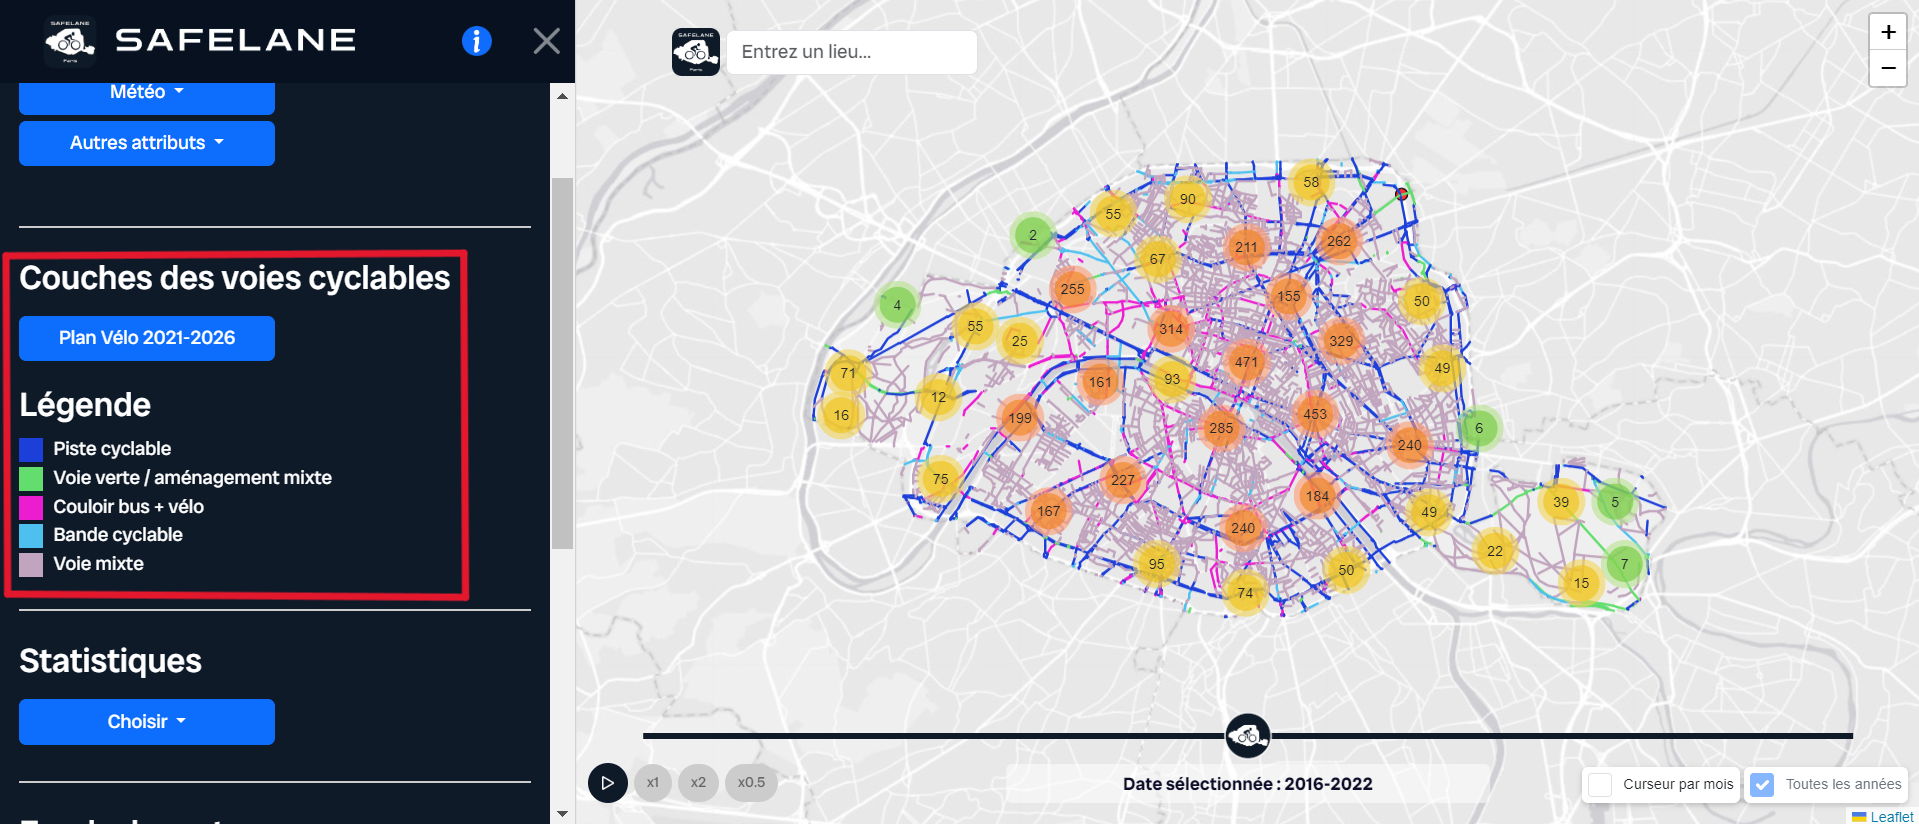 SAFELANE
Paris
SAFELANE
i
Météo
Autres attributs
Couches des voies cyclables
Plan Vélo 2021-2026
Légende
Piste cyclable
Voie verte / aménagement mixte
Couloir bus + vélo
Bande cyclable
Voie mixte
Statistiques
Choisir
SAFELANE
Paris
Entrez un lieu...
+
−
58
90
55
2
211
262
67
255
155
50
4
55
25
314
329
471
49
71
161
93
12
16
199
453
285
6
240
75
227
184
39
5
167
49
240
22
95
50
7
15
74
x1
x2
x0.5
Date sélectionnée : 2016-2022
Curseur par mois
Toutes les années
Leaflet